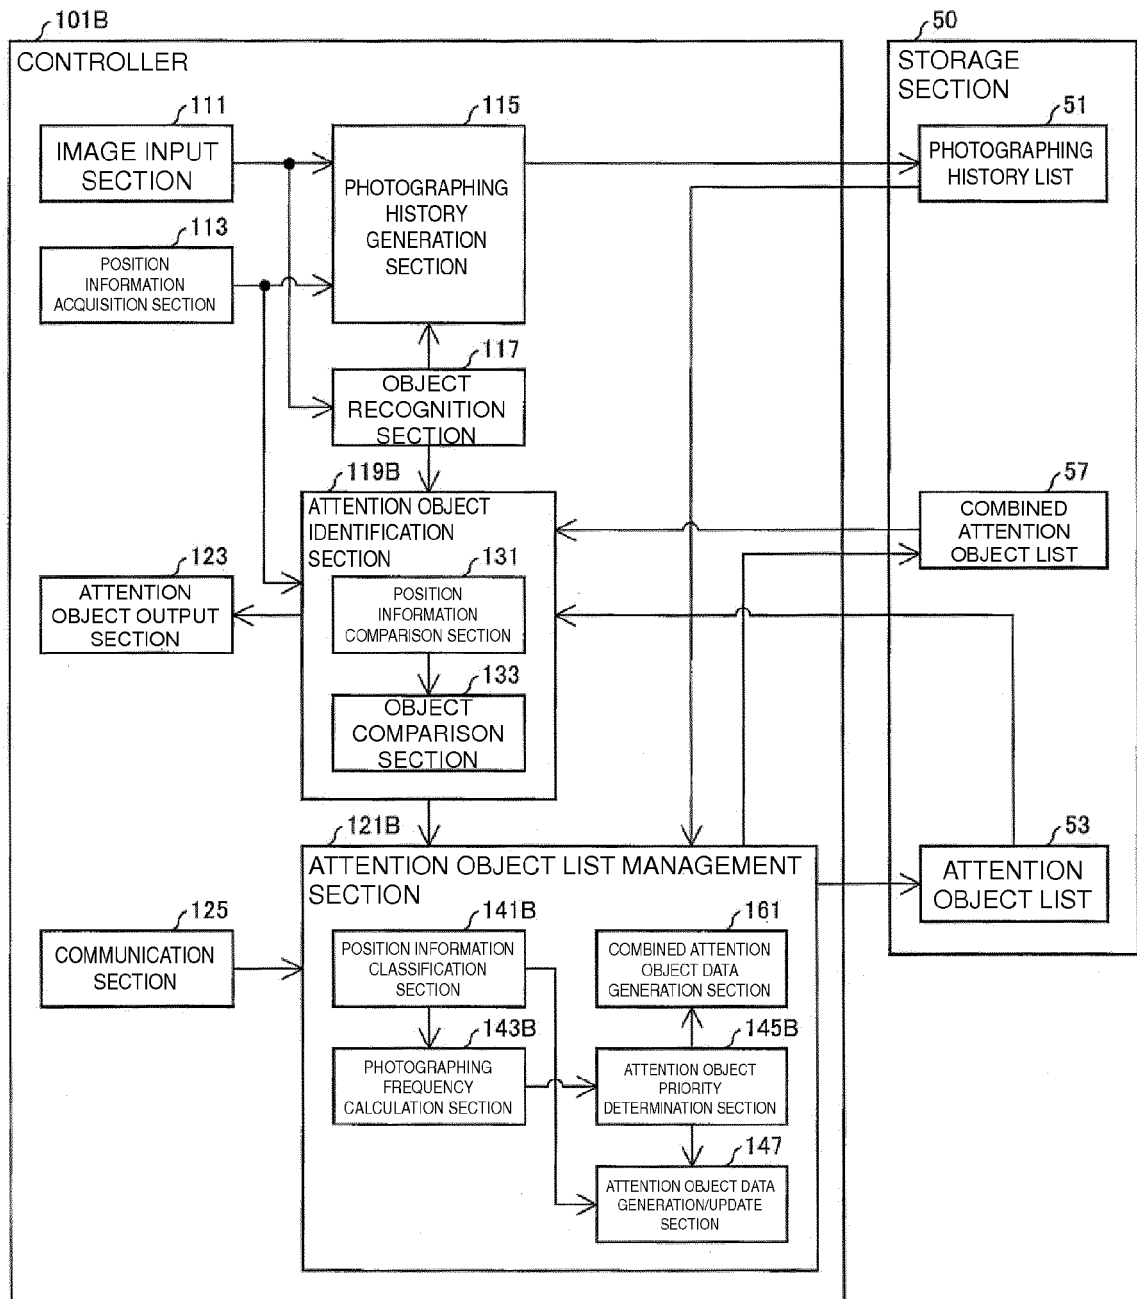 101B
CONTROLLER
111
IMAGE INPUT
SECTION
113
POSITION
INFORMATION
ACQUISITION SECTION
115
PHOTOGRAPHING
HISTORY
GENERATION
SECTION
117
OBJECT
RECOGNITION
SECTION
119B
ATTENTION OBJECT
IDENTIFICATION
SECTION
131
POSITION
INFORMATION
COMPARISON SECTION
133
OBJECT
COMPARISON
SECTION
123
ATTENTION
OBJECT OUTPUT
SECTION
121B
ATTENTION OBJECT LIST MANAGEMENT
SECTION
125
COMMUNICATION
SECTION
141B
POSITION INFORMATION
CLASSIFICATION
SECTION
143B
PHOTOGRAPHING
FREQUENCY
CALCULATION SECTION
161
COMBINED ATTENTION
OBJECT DATA
GENERATION SECTION
145B
ATTENTION OBJECT
PRIORITY
DETERMINATION SECTION
147
ATTENTION OBJECT DATA
GENERATION/UPDATE
SECTION
50
STORAGE
SECTION
51
PHOTOGRAPHING
HISTORY LIST
57
COMBINED
ATTENTION
OBJECT LIST
53
ATTENTION
OBJECT LIST